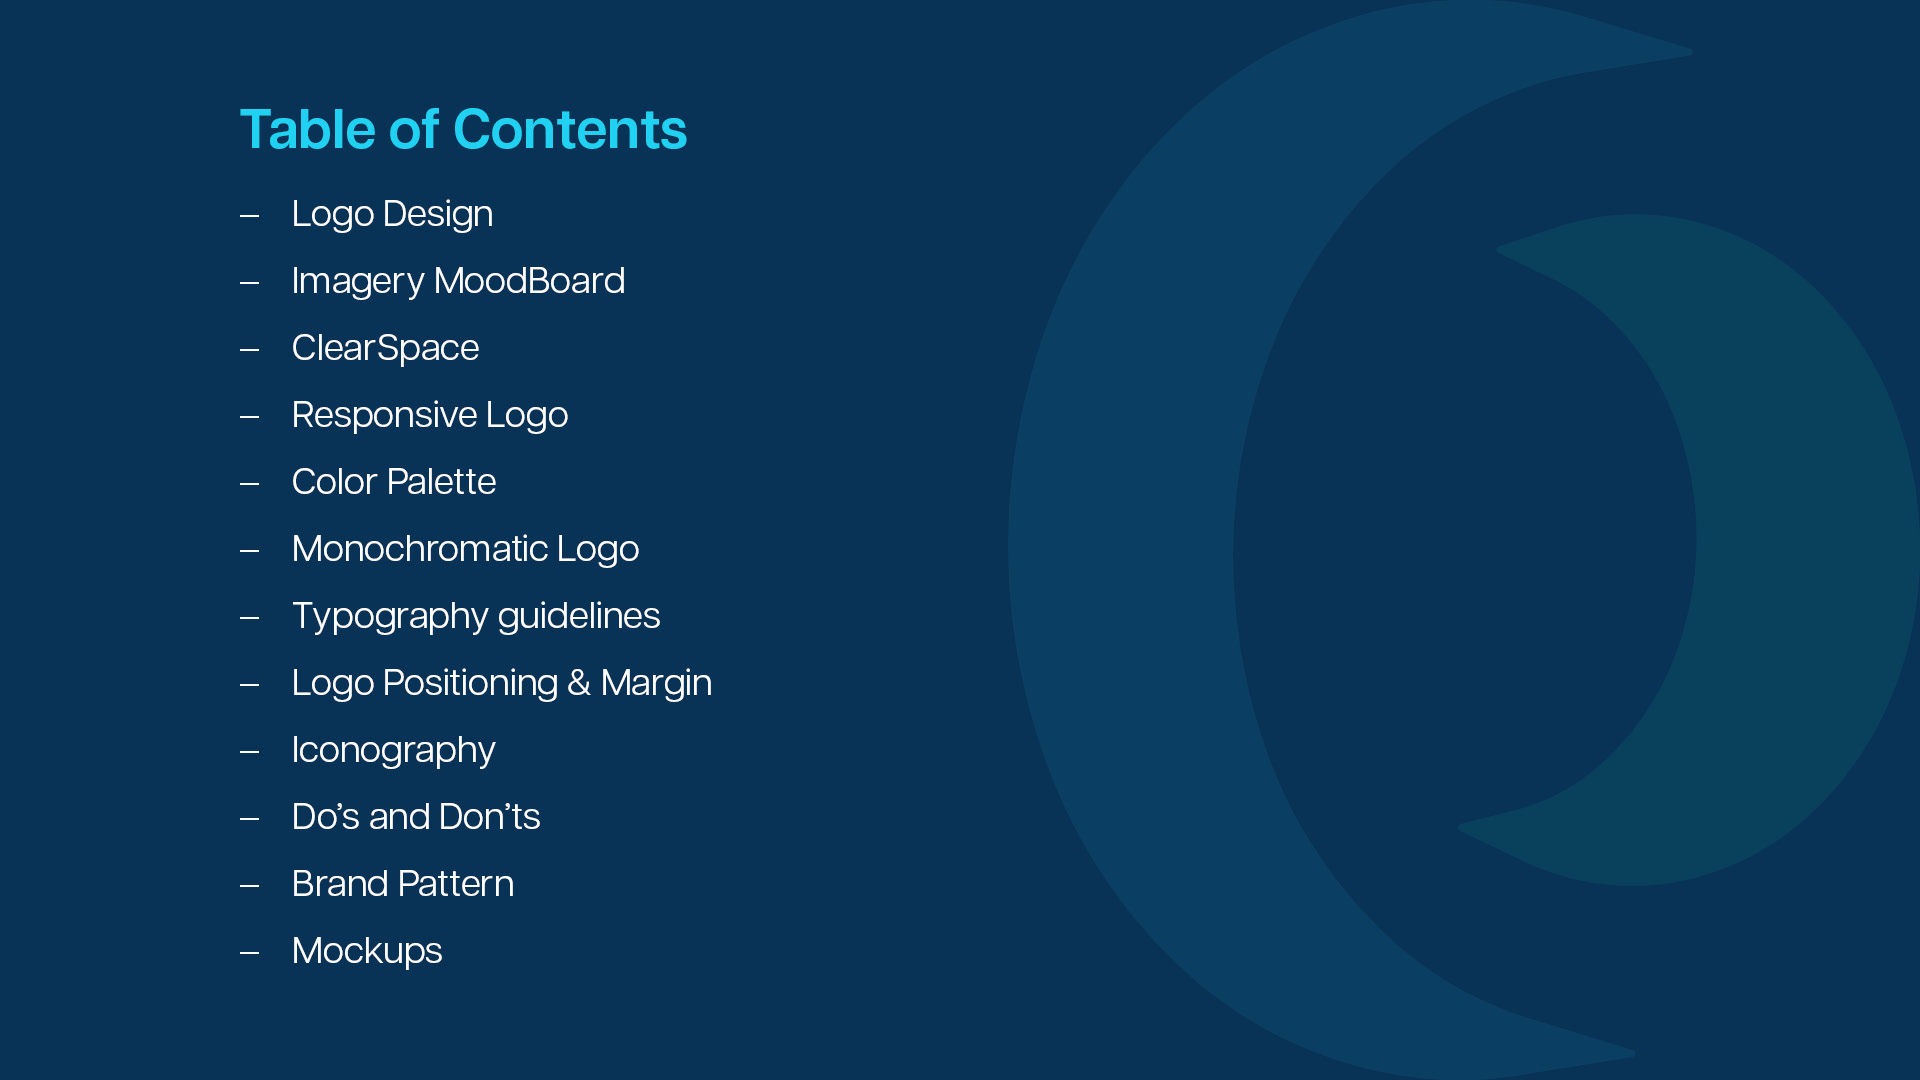 Table of Contents
– Logo Design
– Imagery MoodBoard
– ClearSpace
– Responsive Logo
– Color Palette
– Monochromatic Logo
– Typography guidelines
– Logo Positioning & Margin
– Iconography
– Do’s and Don’ts
– Brand Pattern
– Mockups